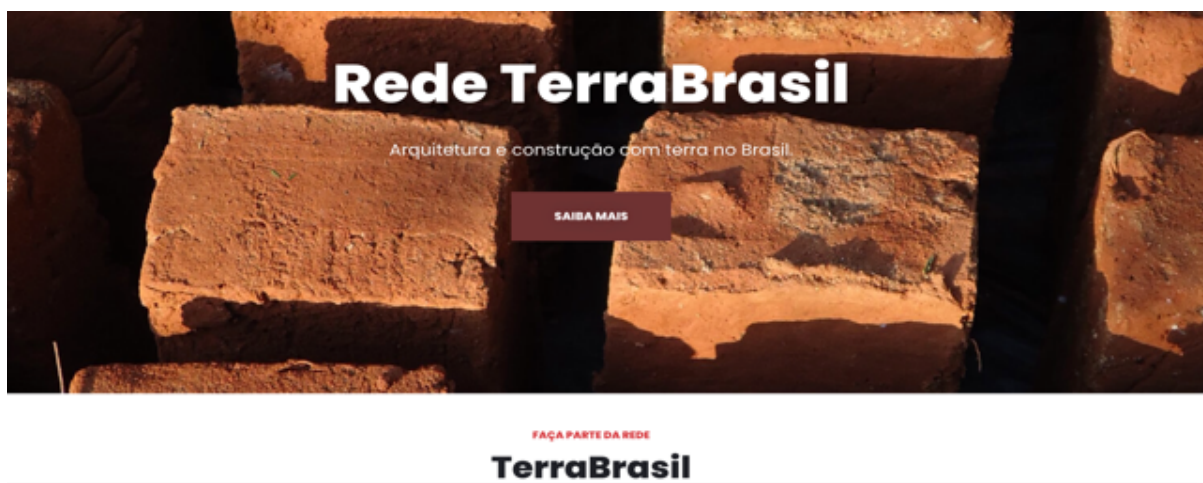 Rede TerraBrasil
Arquitetura e construção com terra no Brasil.
SAIBA MAIS
FAÇA PARTE DA REDE
TerraBrasil